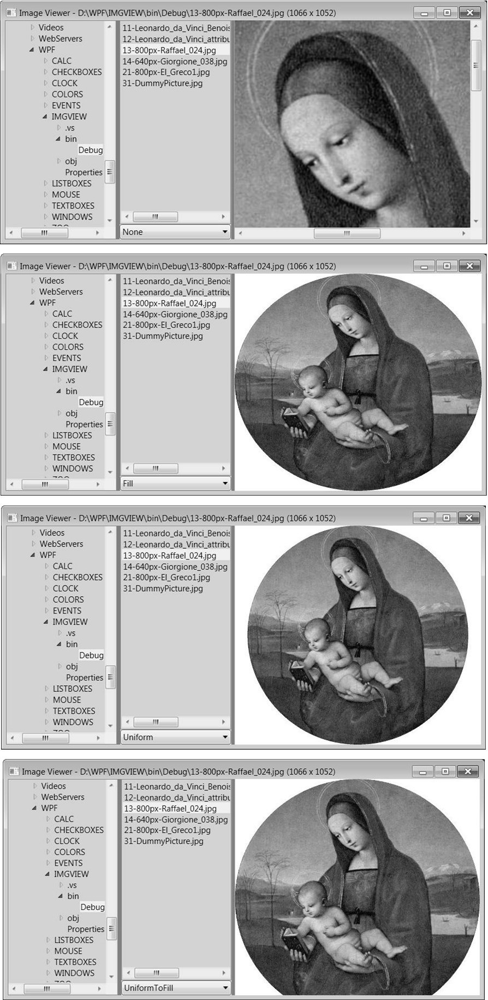 Image Viewer - D:\WPF\IMGVIEW\bin\Debug\13-800px-Raffael_024.jpg (1066 x 1052)
Videos
WebServers
WPF
CALC
CHECKBOXES
CLOCK
COLORS
EVENTS
IMGVIEW
.vs
bin
Debug
obj
Properties
LISTBOXES
MOUSE
TEXTBOXES
WINDOWS
11-Leonardo_da_Vinci_Benois
12-Leonardo_da_Vinci_attribu
13-800px-Raffael_024.jpg
14-640px-Giorgione_038.jpg
21-800px-El_Greco1.jpg
31-DummyPicture.jpg
None
Image Viewer - D:\WPF\IMGVIEW\bin\Debug\13-800px-Raffael_024.jpg (1066 x 1052)
Videos
WebServers
WPF
CALC
CHECKBOXES
CLOCK
COLORS
EVENTS
IMGVIEW
.vs
bin
Debug
obj
Properties
LISTBOXES
MOUSE
TEXTBOXES
WINDOWS
11-Leonardo_da_Vinci_Benois
12-Leonardo_da_Vinci_attribu
13-800px-Raffael_024.jpg
14-640px-Giorgione_038.jpg
21-800px-El_Greco1.jpg
31-DummyPicture.jpg
Fill
Image Viewer - D:\WPF\IMGVIEW\bin\Debug\13-800px-Raffael_024.jpg (1066 x 1052)
Videos
WebServers
WPF
CALC
CHECKBOXES
CLOCK
COLORS
EVENTS
IMGVIEW
.vs
bin
Debug
obj
Properties
LISTBOXES
MOUSE
TEXTBOXES
WINDOWS
11-Leonardo_da_Vinci_Benois
12-Leonardo_da_Vinci_attribu
13-800px-Raffael_024.jpg
14-640px-Giorgione_038.jpg
21-800px-El_Greco1.jpg
31-DummyPicture.jpg
Uniform
Image Viewer - D:\WPF\IMGVIEW\bin\Debug\13-800px-Raffael_024.jpg (1066 x 1052)
Videos
WebServers
WPF
CALC
CHECKBOXES
CLOCK
COLORS
EVENTS
IMGVIEW
.vs
bin
Debug
obj
Properties
LISTBOXES
MOUSE
TEXTBOXES
WINDOWS
11-Leonardo_da_Vinci_Benois
12-Leonardo_da_Vinci_attribu
13-800px-Raffael_024.jpg
14-640px-Giorgione_038.jpg
21-800px-El_Greco1.jpg
31-DummyPicture.jpg
UniformToFill